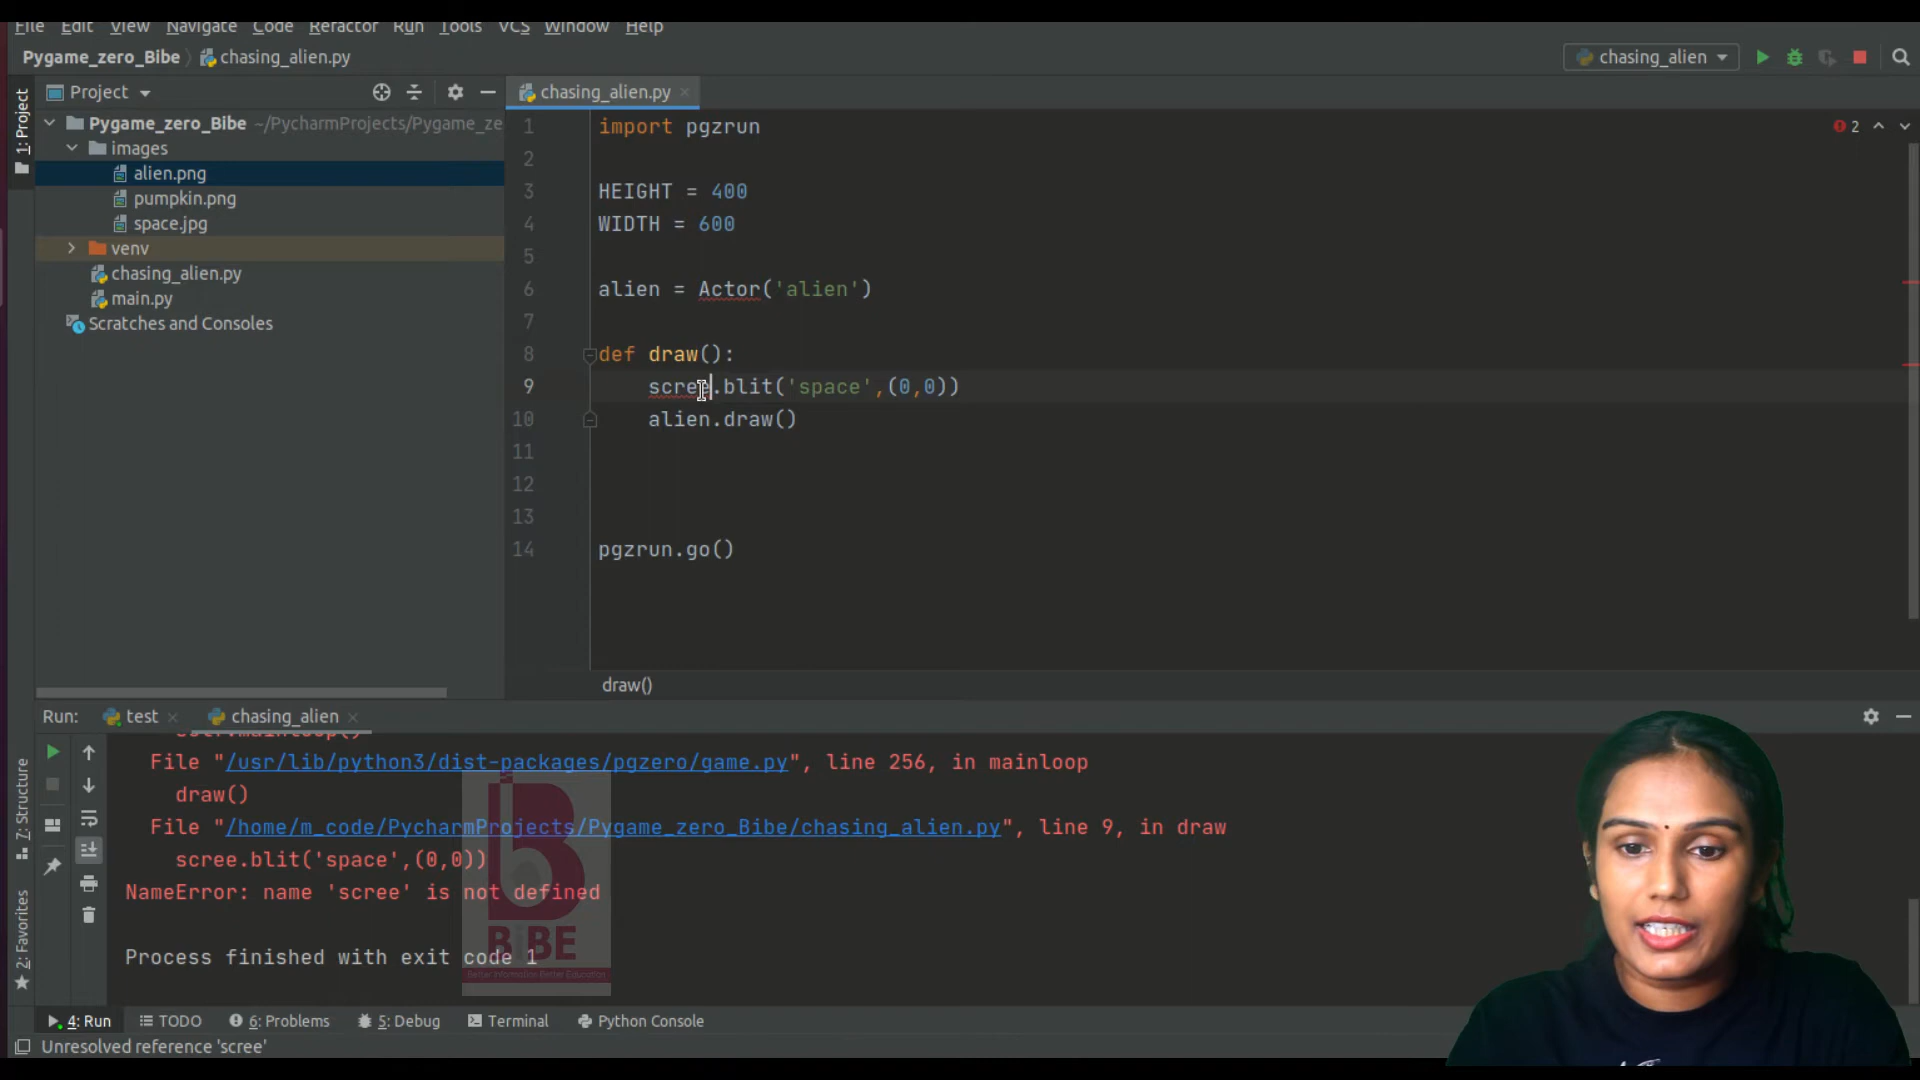 File Edit View Navigate Code Refactor Run Tools VCS Window Help
Pygame_zero_Bibe chasing_alien.py
chasing_alien
1: Project
Project
chasing_alien.py
Pygame_zero_Bibe ~/PycharmProjects/Pygame_ze
images
alien.png
pumpkin.png
space.jpg
venv
chasing_alien.py
main.py
Scratches and Consoles
2
1 import pgzrun
2
3 HEIGHT = 400
4 WIDTH = 600
5
6 alien = Actor('alien')
7
8 def draw():
9 scree.blit('space',(0,0))
10 alien.draw()
11
12
13
14 pgzrun.go()
draw()
Run: test chasing_alien
File "/usr/lib/python3/dist-packages/pgzero/game.py", line 256, in mainloop
draw()
File "/home/m_code/PycharmProjects/Pygame_zero_Bibe/chasing_alien.py", line 9, in draw
scree.blit('space',(0,0))
NameError: name 'scree' is not defined
Process finished with exit code 1
BiBE
Better Information Better Education
7: Structure
2: Favorites
4: Run TODO 6: Problems 5: Debug Terminal Python Console
Unresolved reference 'scree'